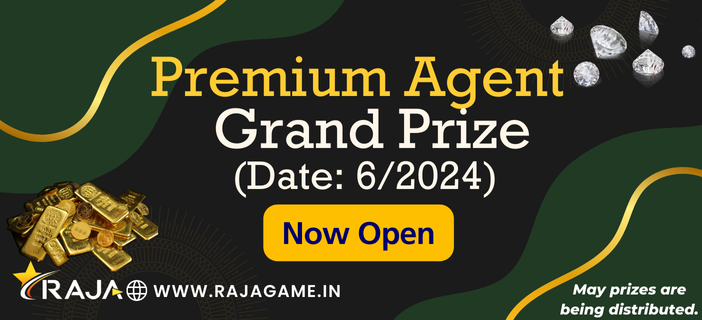 Premium Agent
Grand Prize
(Date: 6/2024)
Now Open
RAJA WWW.RAJAGAME.IN
May prizes are
being distributed.